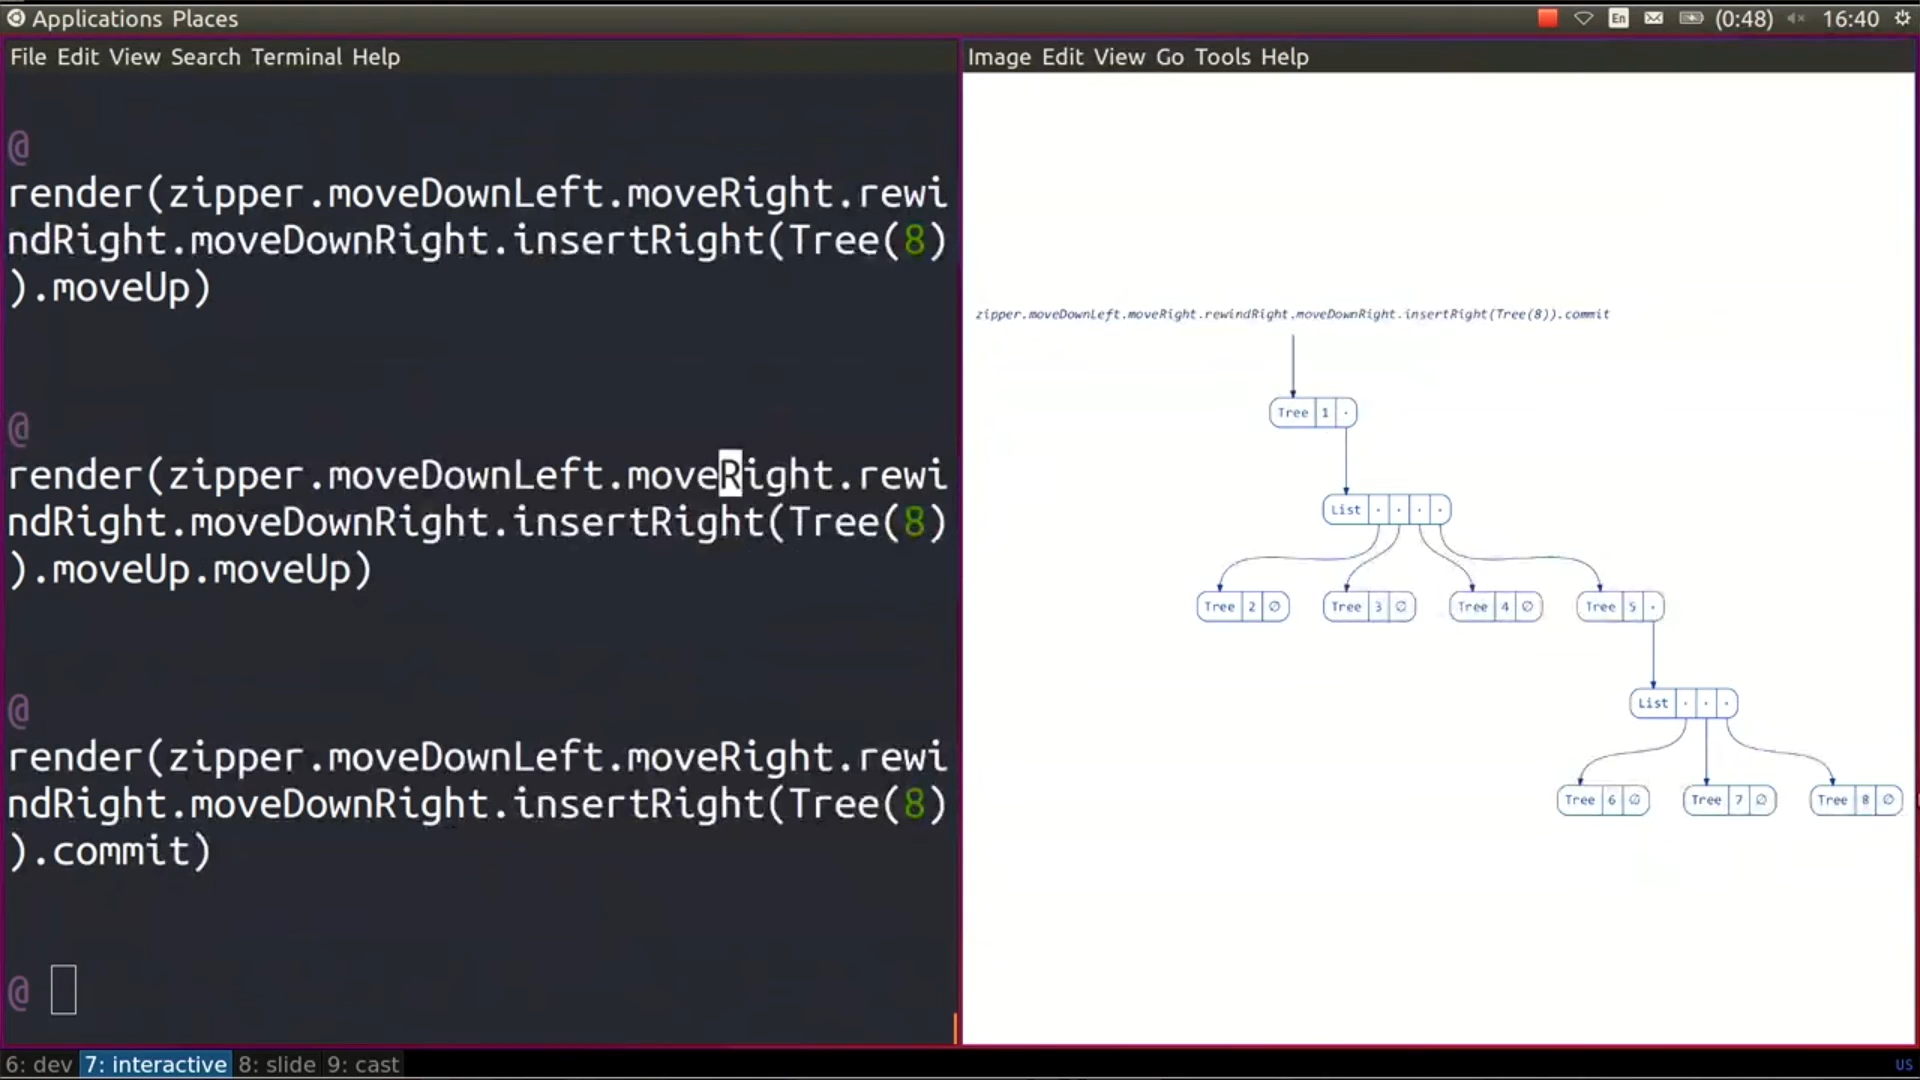 Applications Places
En (0:48) 16:40
File Edit View Search Terminal Help
@
render(zipper.moveDownLeft.moveRight.rewi
ndRight.moveDownRight.insertRight(Tree(8)
).moveUp)
@
render(zipper.moveDownLeft.moveRight.rewi
ndRight.moveDownRight.insertRight(Tree(8)
).moveUp.moveUp)
@
render(zipper.moveDownLeft.moveRight.rewi
ndRight.moveDownRight.insertRight(Tree(8)
).commit)
@
Image Edit View Go Tools Help
zipper.moveDownLeft.moveRight.rewindRight.moveDownRight.insertRight(Tree(8)).commit
Tree 1 ·
List · · · ·
Tree 2 ∅ Tree 3 ∅ Tree 4 ∅ Tree 5 ·
List · · ·
Tree 6 ∅ Tree 7 ∅ Tree 8 ∅
6: dev 7: interactive 8: slide 9: cast
US